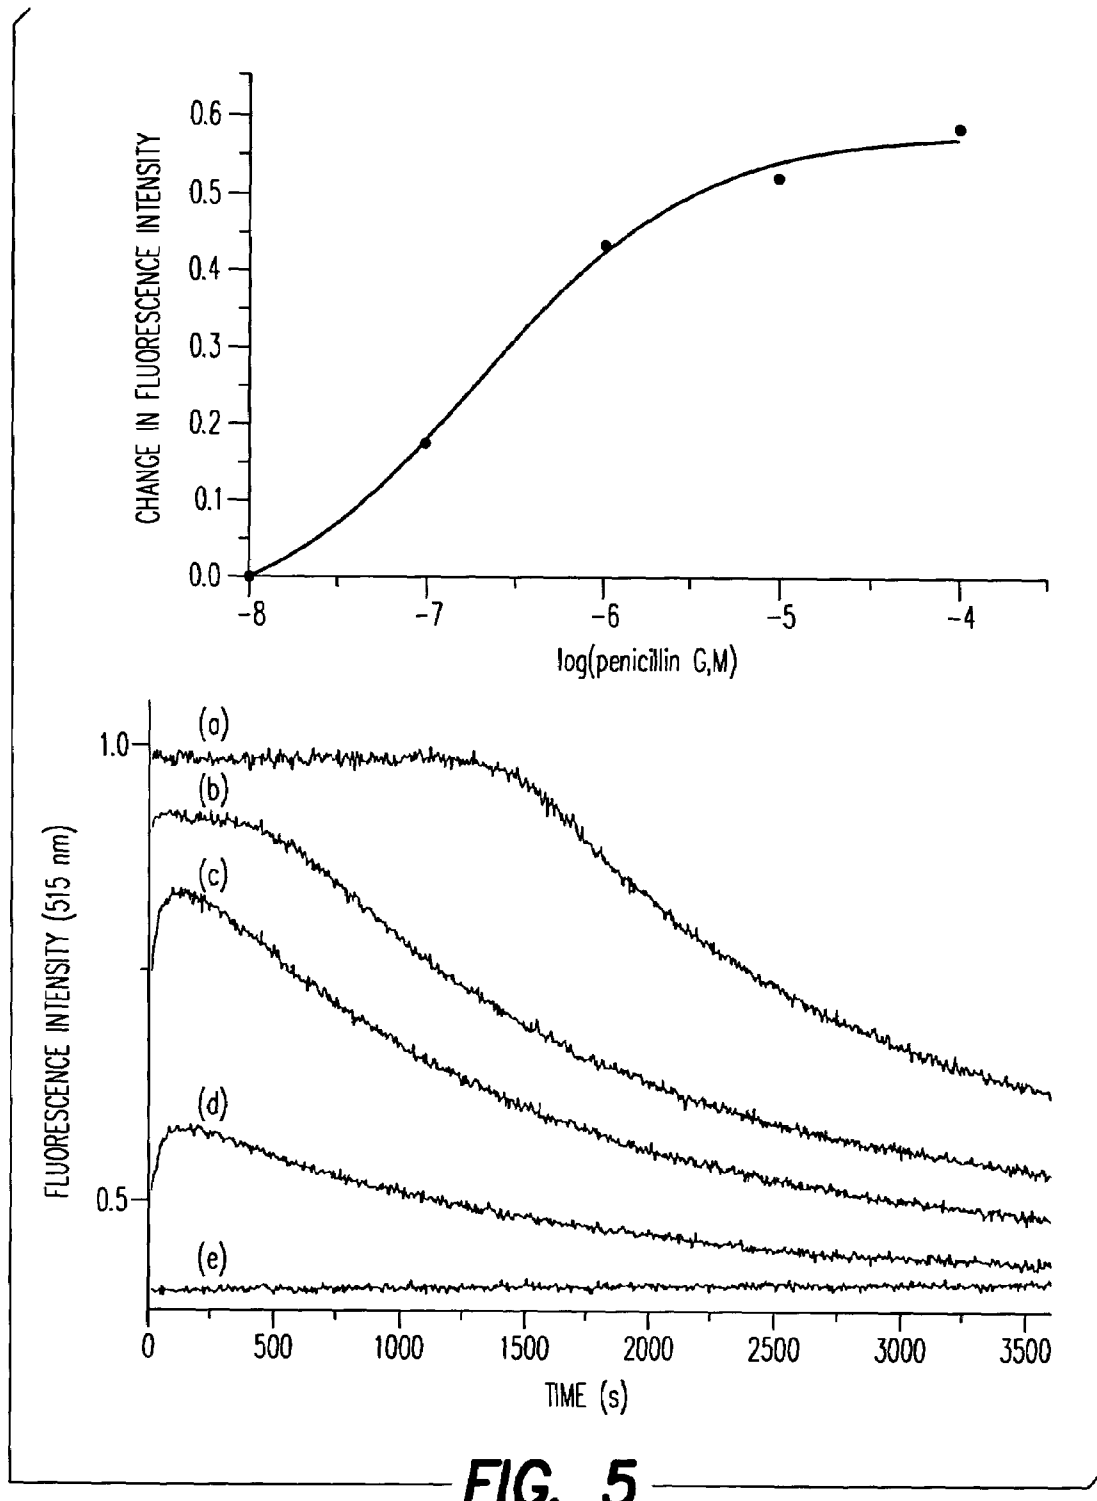 CHANGE IN FLUORESCENCE INTENSITY
0.6
0.5
0.4
0.3
0.2
0.1
0.0
-8
-7
-6
-5
-4
log(penicillin G,M)
FLUORESCENCE INTENSITY (515 nm)
1.0
0.5
(a)
(b)
(c)
(d)
(e)
0
500
1000
1500
2000
2500
3000
3500
TIME (s)
FIG. 5